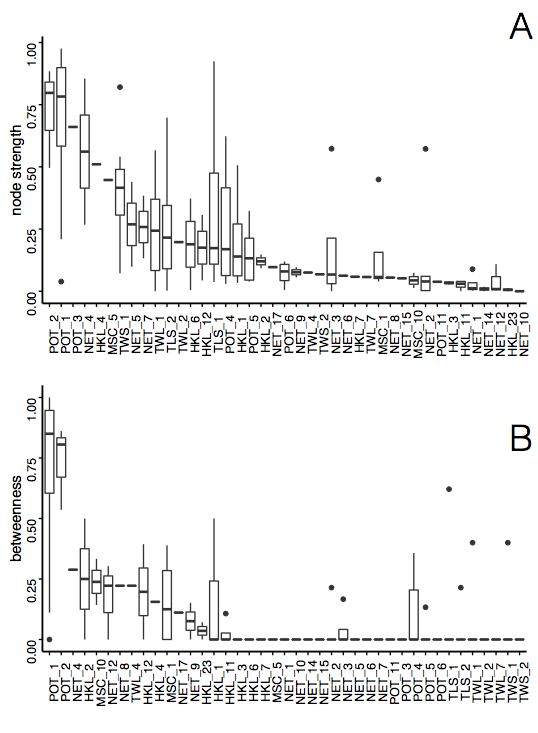 A
node strength
1.00
0.75
0.50
0.25
0.00
POT_2
POT_1
POT_3
NET_4
HKL_4
MSC_5
TWS_1
NET_5
NET_7
TWL_1
TLS_2
TWL_2
HKL_6
HKL_12
TLS_1
POT_4
HKL_1
POT_5
HKL_2
NET_17
POT_6
NET_9
TWL_4
TWS_2
NET_3
NET_6
HKL_7
TWL_7
MSC_1
NET_8
NET_15
MSC_10
NET_2
POT_11
HKL_3
HKL_11
NET_1
NET_14
NET_12
HKL_23
NET_10
B
betweenness
1.00
0.75
0.50
0.25
0.00
POT_1
POT_2
NET_4
HKL_2
MSC_10
NET_12
NET_8
TWL_4
HKL_12
HKL_4
MSC_1
NET_17
NET_9
HKL_23
HKL_1
HKL_11
HKL_3
HKL_6
HKL_7
MSC_5
NET_1
NET_10
NET_14
NET_15
NET_2
NET_3
NET_5
NET_6
NET_7
POT_11
POT_3
POT_4
POT_5
POT_6
TLS_1
TLS_2
TWL_1
TWL_2
TWL_7
TWS_1
TWS_2